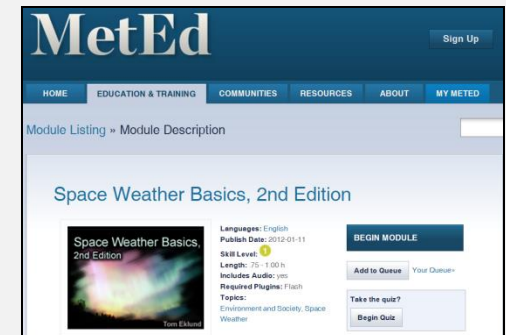 MetEd
Sign Up
HOME EDUCATION & TRAINING COMMUNITIES RESOURCES ABOUT MY METED
Module Listing » Module Description
Space Weather Basics, 2nd Edition
Space Weather Basics,
2nd Edition
Tom Eklund
Languages: English
Publish Date: 2012-01-11
Skill Level: 1
Length: .75 - 1.00 h
Includes Audio: yes
Required Plugins: Flash
Topics:
Environment and Society, Space
Weather
BEGIN MODULE
Add to Queue Your Queue»
Take the quiz?
Begin Quiz